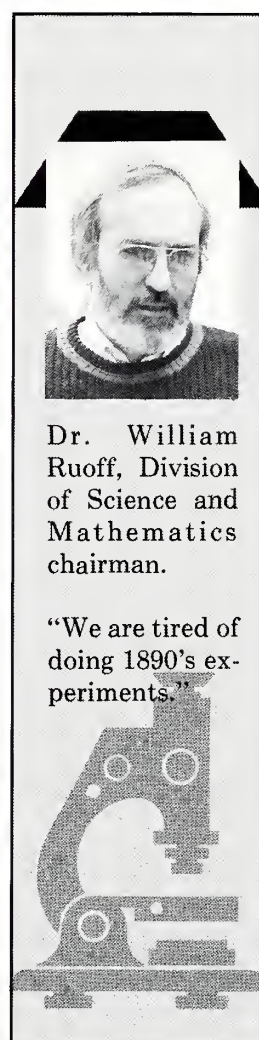 Dr. William
Ruoff, Division
of Science and
Mathematics
chairman.
“We are tired of
doing 1890’s ex-
periments.”